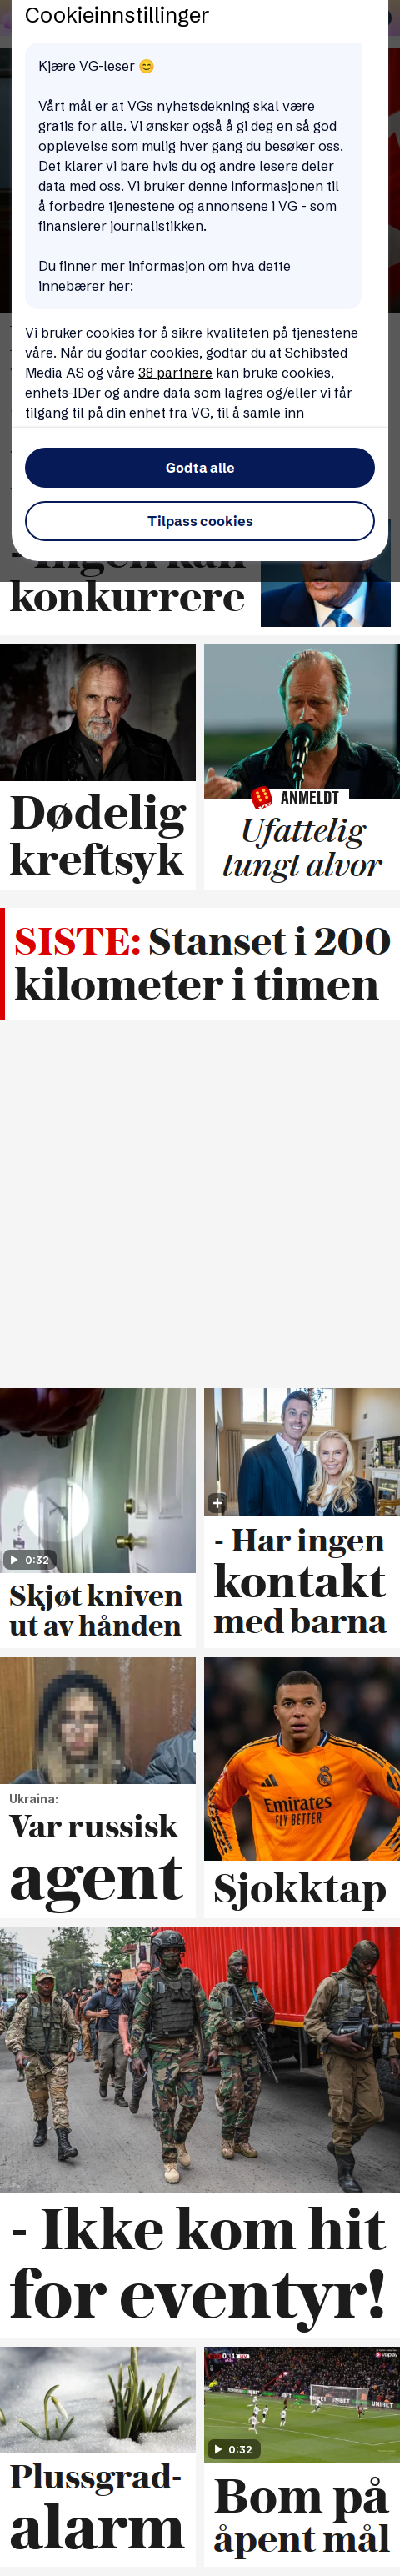 Cookieinnstillinger
Kjære VG-leser 😊
Vårt mål er at VGs nyhetsdekning skal være
gratis for alle. Vi ønsker også å gi deg en så god
opplevelse som mulig hver gang du besøker oss.
Det klarer vi bare hvis du og andre lesere deler
data med oss. Vi bruker denne informasjonen til
å forbedre tjenestene og annonsene i VG - som
finansierer journalistikken.
Du finner mer informasjon om hva dette
innebærer her:
Vi bruker cookies for å sikre kvaliteten på tjenestene
våre. Når du godtar cookies, godtar du at Schibsted
Media AS og våre 38 partnere kan bruke cookies,
enhets-IDer og andre data som lagres og/eller vi får
tilgang til på din enhet fra VG, til å samle inn
Godta alle
Tilpass cookies
- Ingen kan
konkurrere
Dødelig
kreftsyk
ANMELDT
Ufattelig
tungt alvor
SISTE: Stanset i 200
kilometer i timen
0:32
Skjøt kniven
ut av hånden
- Har ingen
kontakt
med barna
Ukraina:
Var russisk
agent
Emirates
FLY BETTER
Sjokktap
- Ikke kom hit
for eventyr!
Plussgrad-
alarm
0:32
Bom på
åpent mål